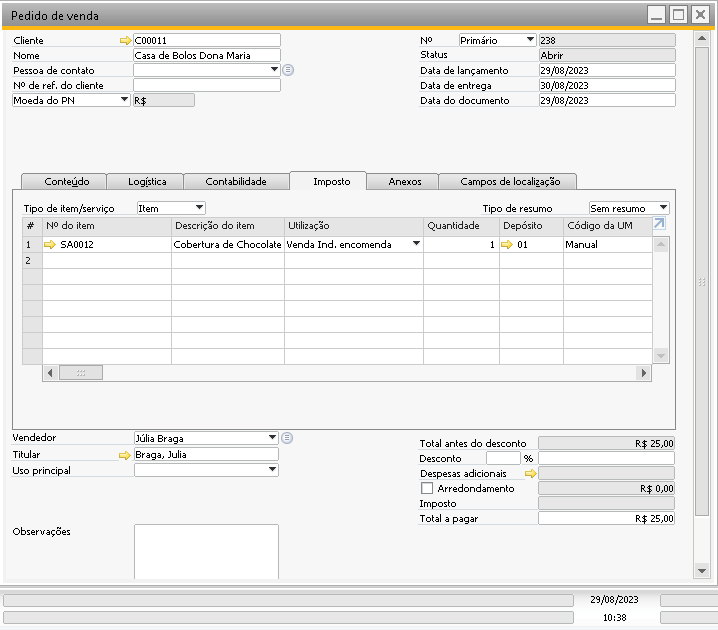 Pedido de venda
Cliente C00011 Nº Primário 238
Nome Casa de Bolos Dona Maria Status Abrir
Pessoa de contato Data de lançamento 29/08/2023
Nº de ref. do cliente Data de entrega 30/08/2023
Moeda do PN R$ Data do documento 29/08/2023
Conteúdo Logística Contabilidade Imposto Anexos Campos de localização
Tipo de item/serviço Item Tipo de resumo Sem resumo
# Nº do item Descrição do item Utilização Quantidade Depósito Código da UM
1 SA0012 Cobertura de Chocolate Venda Ind. encomenda 1 01 Manual
2
Vendedor Júlia Braga Total antes do desconto R$ 25,00
Titular Braga, Julia Desconto %
Uso principal Despesas adicionais
Arredondamento R$ 0,00
Imposto
Total a pagar R$ 25,00
Observações
29/08/2023
10:38